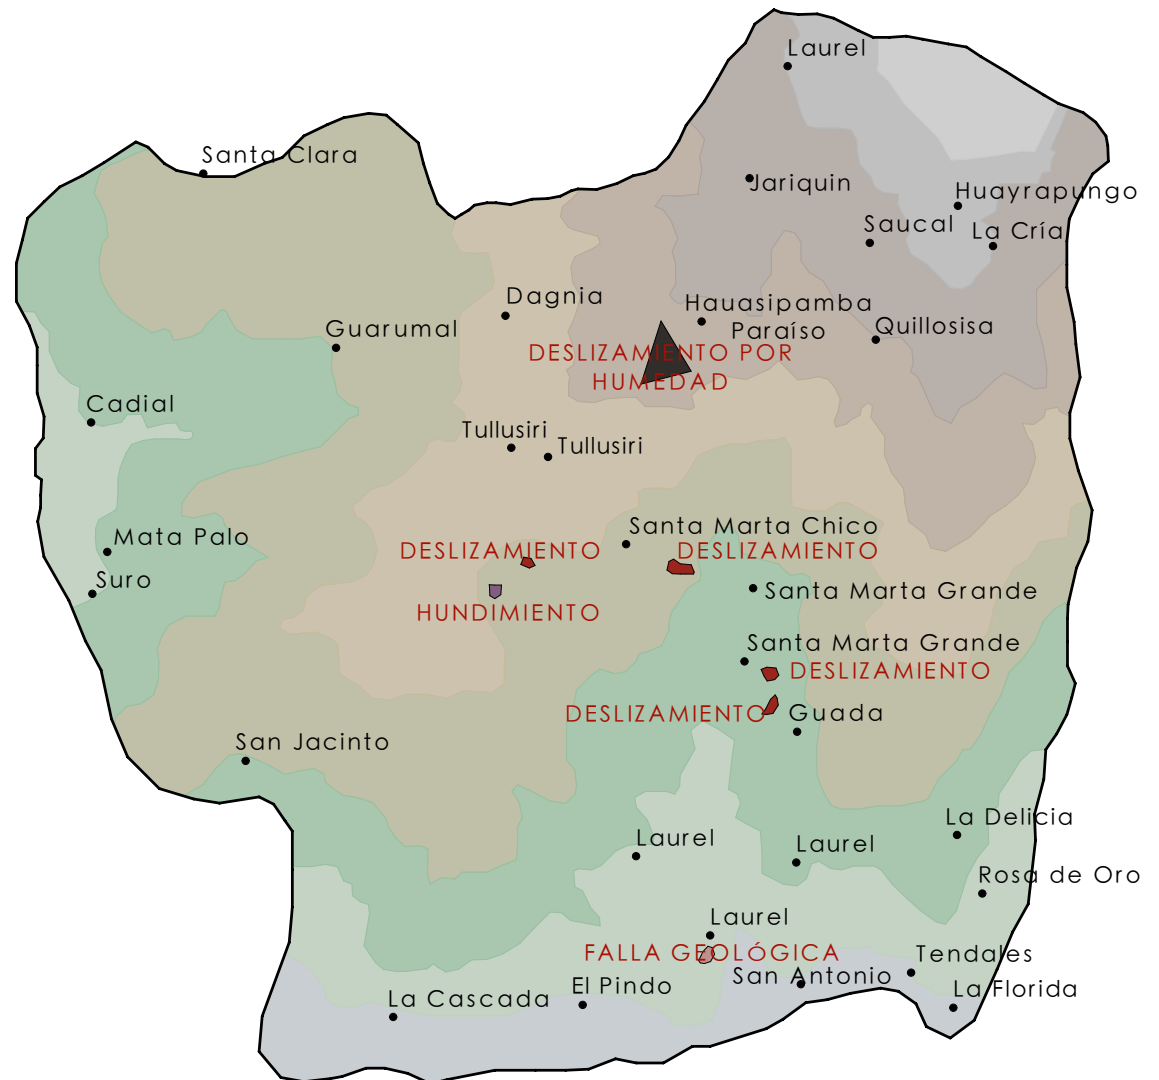 Laurel
Santa Clara
Jariquin
Huayrapungo
Saucal
La Cría
Dagnia
Hauasipamba
Paraíso
Guarumal
Quillosisa
DESLIZAMIENTO POR
HUMEDAD
Cadial
Tullusiri
Tullusiri
Santa Marta Chico
Mata Palo
DESLIZAMIENTO
DESLIZAMIENTO
Suro
Santa Marta Grande
HUNDIMIENTO
Santa Marta Grande
DESLIZAMIENTO
DESLIZAMIENTO
Guada
San Jacinto
La Delicia
Laurel
Laurel
Rosa de Oro
Laurel
FALLA GEOLÓGICA
Tendales
San Antonio
El Pindo
La Florida
La Cascada